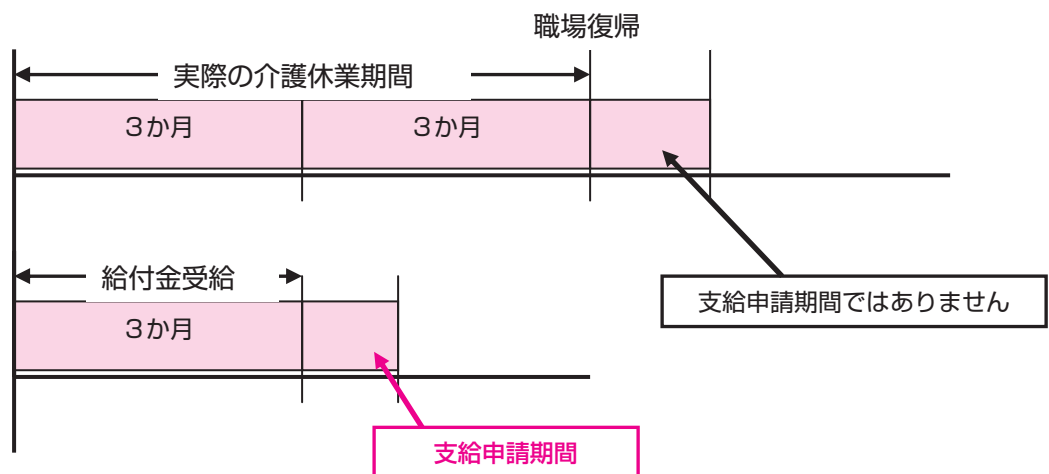 職場復帰
実際の介護休業期間
3か月
3か月
支給申請期間ではありません
給付金受給
3か月
支給申請期間